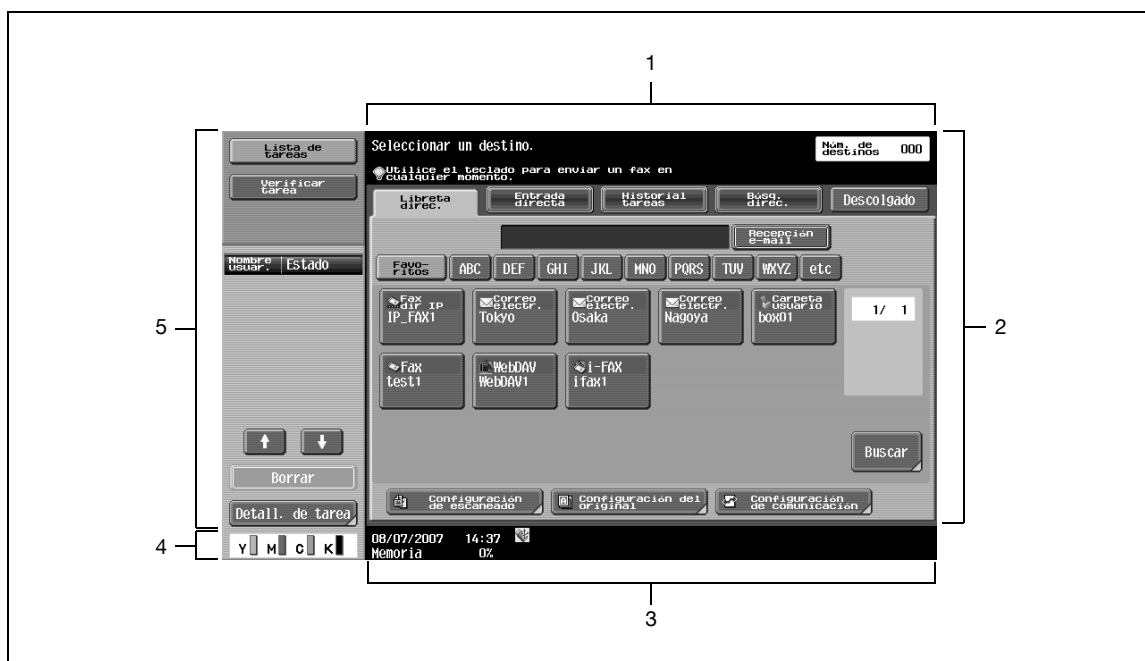 1
Lista de
tareas
Verificar
tarea
Nombre
usuar.
Estado
Borrar
Detall. de tarea
Y M C K
Seleccionar un destino.
Núm. de
destinos
000
Utilice el teclado para enviar un fax en
cualquier momento.
Libreta
direc.
Entrada
directa
Historial
tareas
Búsq.
direc.
Descolgado
Recepción
e-mail
Favo-
ritos
ABC DEF GHI JKL MNO PQRS TUV WXYZ etc
Fax
dir IP
IP_FAX1
Correo
electr.
Tokyo
Correo
electr.
Osaka
Correo
electr.
Nagoya
Carpeta
usuario
box01
1/ 1
Fax
test1
WebDAV
WebDAV1
i-FAX
ifax1
Buscar
Configuración
de escaneado
Configuración del
original
Configuración
de comunicación
08/07/2007 14:37
Memoria 0%
5
2
4
3